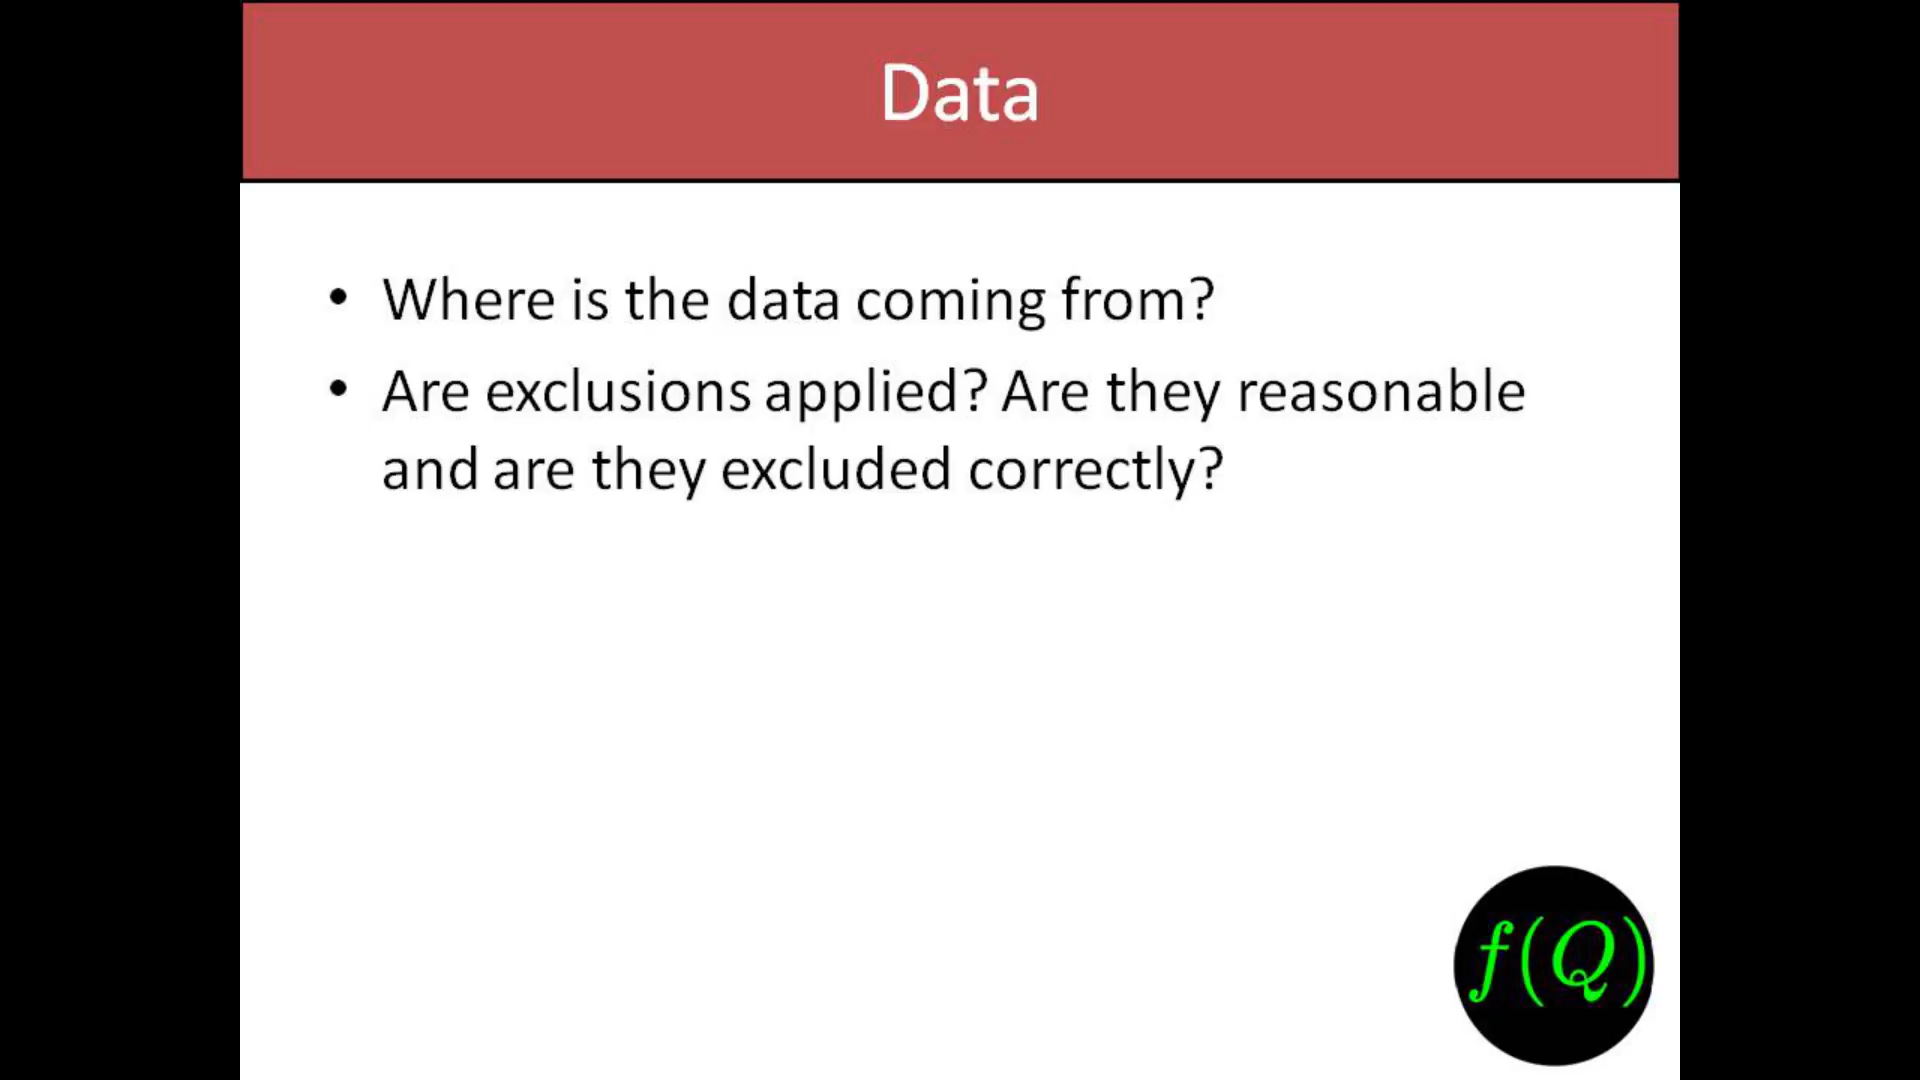 Data
• Where is the data coming from?
• Are exclusions applied? Are they reasonable
and are they excluded correctly?
f(Q)